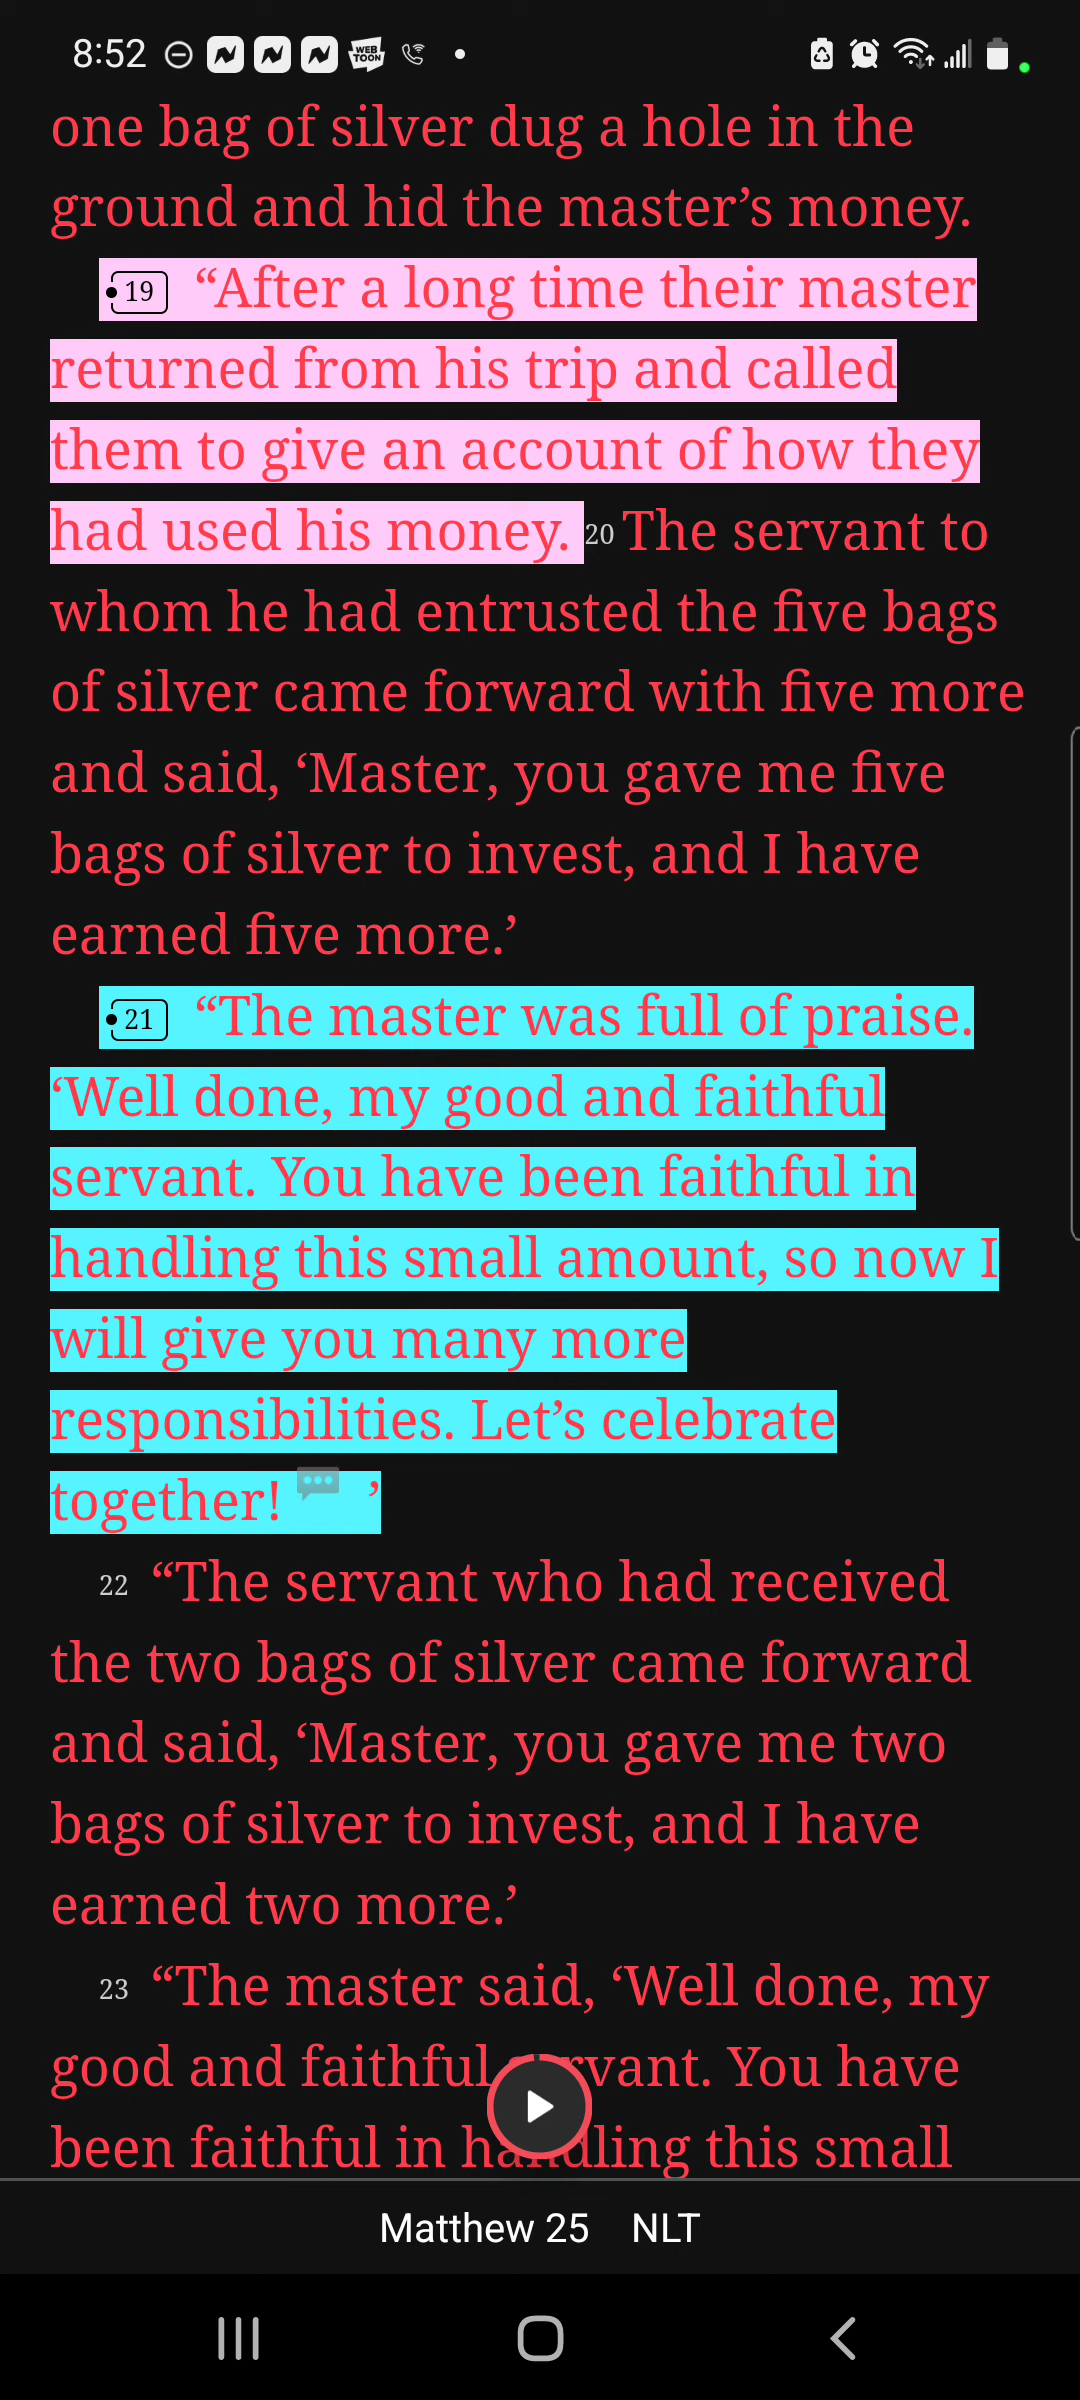 8:52 WEB TOON
one bag of silver dug a hole in the
ground and hid the master’s money.
19 “After a long time their master
returned from his trip and called
them to give an account of how they
had used his money. 20 The servant to
whom he had entrusted the five bags
of silver came forward with five more
and said, ‘Master, you gave me five
bags of silver to invest, and I have
earned five more.’
21 “The master was full of praise.
‘Well done, my good and faithful
servant. You have been faithful in
handling this small amount, so now I
will give you many more
responsibilities. Let’s celebrate
together! ’
22 “The servant who had received
the two bags of silver came forward
and said, ‘Master, you gave me two
bags of silver to invest, and I have
earned two more.’
23 “The master said, ‘Well done, my
good and faithful servant. You have
been faithful in handling this small
Matthew 25 NLT